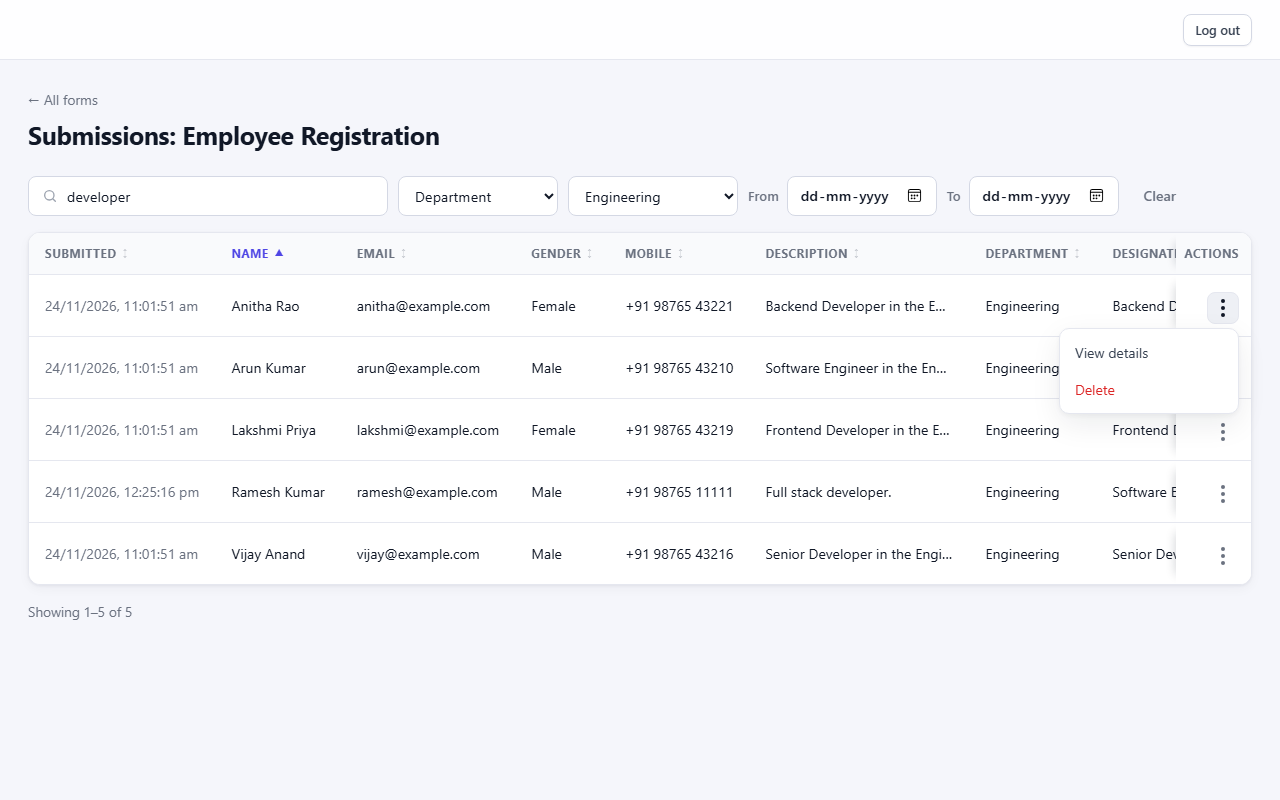 Log out
← All forms
Submissions: Employee Registration
developer Department Engineering From dd-mm-yyyy To dd-mm-yyyy Clear
SUBMITTED NAME EMAIL GENDER MOBILE DESCRIPTION DEPARTMENT DESIGNATI ACTIONS
24/11/2026, 11:01:51 am Anitha Rao anitha@example.com Female +91 98765 43221 Backend Developer in the E... Engineering Backend D
View details
24/11/2026, 11:01:51 am Arun Kumar arun@example.com Male +91 98765 43210 Software Engineer in the En... Engineering
Delete
24/11/2026, 11:01:51 am Lakshmi Priya lakshmi@example.com Female +91 98765 43219 Frontend Developer in the E... Engineering Frontend D
24/11/2026, 12:25:16 pm Ramesh Kumar ramesh@example.com Male +91 98765 11111 Full stack developer. Engineering Software E
24/11/2026, 11:01:51 am Vijay Anand vijay@example.com Male +91 98765 43216 Senior Developer in the Engi... Engineering Senior Dev
Showing 1–5 of 5